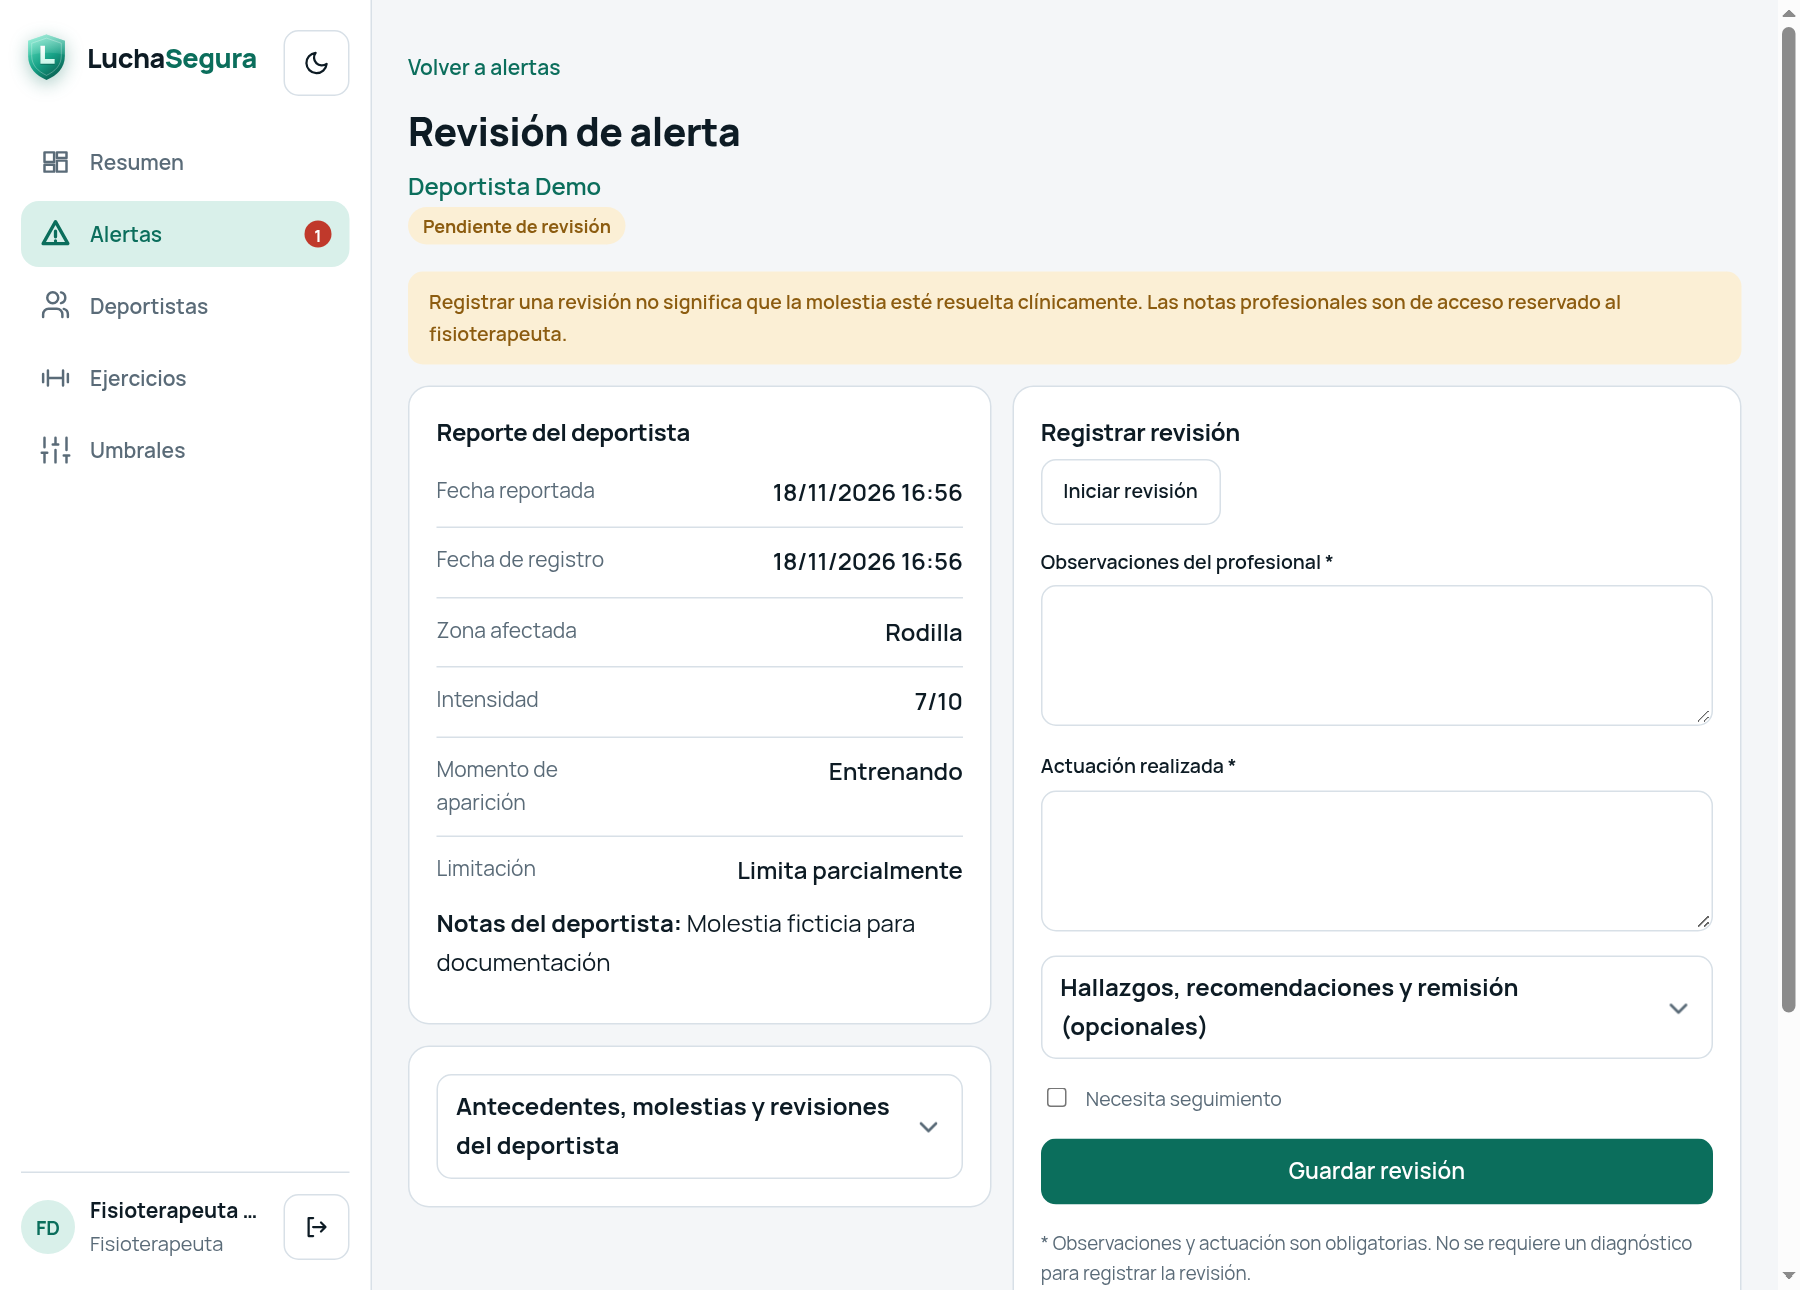 LuchaSegura
Resumen
Alertas
1
Deportistas
Ejercicios
Umbrales
FD
Fisioterapeuta ...
Fisioterapeuta
Volver a alertas
Revisión de alerta
Deportista Demo
Pendiente de revisión
Registrar una revisión no significa que la molestia esté resuelta clínicamente. Las notas profesionales son de acceso reservado al
fisioterapeuta.
Reporte del deportista
Fecha reportada 18/11/2026 16:56
Fecha de registro 18/11/2026 16:56
Zona afectada Rodilla
Intensidad 7/10
Momento de Entrenando
aparición
Limitación Limita parcialmente
Notas del deportista: Molestia ficticia para
documentación
Antecedentes, molestias y revisiones
del deportista
Registrar revisión
Iniciar revisión
Observaciones del profesional *
Actuación realizada *
Hallazgos, recomendaciones y remisión
(opcionales)
Necesita seguimiento
Guardar revisión
* Observaciones y actuación son obligatorias. No se requiere un diagnóstico
para registrar la revisión.